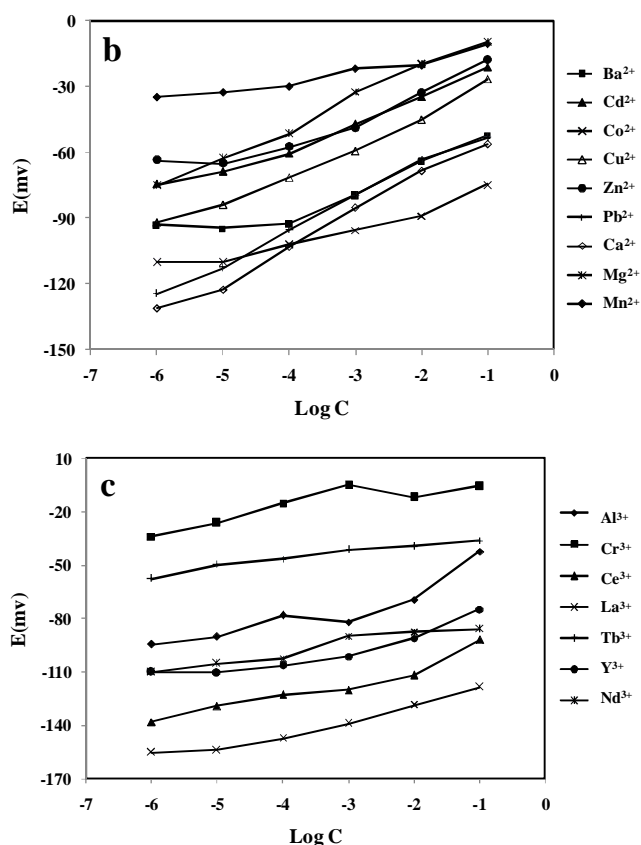 b
0
-30
-60
-90
-120
-150
E(mv)
-7 -6 -5 -4 -3 -2 -1 0
Log C
Ba²⁺
Cd²⁺
Co²⁺
Cu²⁺
Zn²⁺
Pb²⁺
Ca²⁺
Mg²⁺
Mn²⁺
c
10
-20
-50
-80
-110
-140
-170
E(mv)
-7 -6 -5 -4 -3 -2 -1 0
Log C
Al³⁺
Cr³⁺
Ce³⁺
La³⁺
Tb³⁺
Y³⁺
Nd³⁺